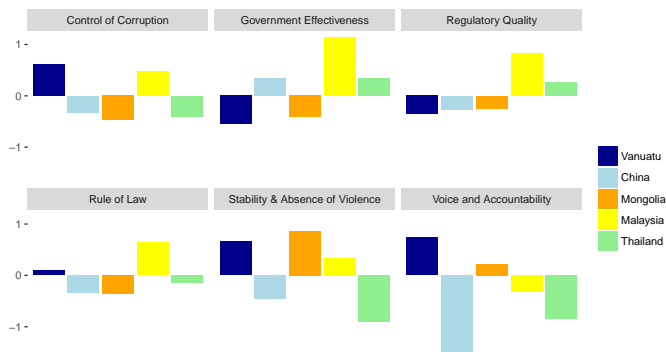 Control of Corruption
Government Effectiveness
Regulatory Quality
1
0
−1
Rule of Law
Stability & Absence of Violence
Voice and Accountability
1
0
−1
Vanuatu
China
Mongolia
Malaysia
Thailand